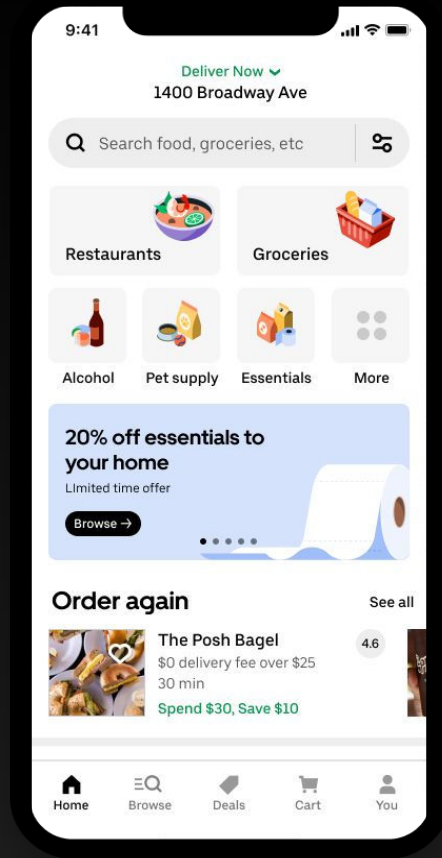 9:41
Deliver Now
1400 Broadway Ave
Search food, groceries, etc
Restaurants
Groceries
Alcohol
Pet supply
Essentials
More
20% off essentials to
your home
LImited time offer
Browse →
Order again
See all
The Posh Bagel
4.6
$0 delivery fee over $25
30 min
Spend $30, Save $10
Home
Browse
Deals
Cart
You